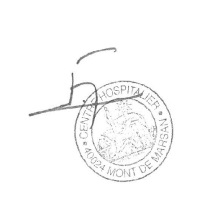 CENTRE HOSPITALIER
* 40024 MONT DE MARSAN *